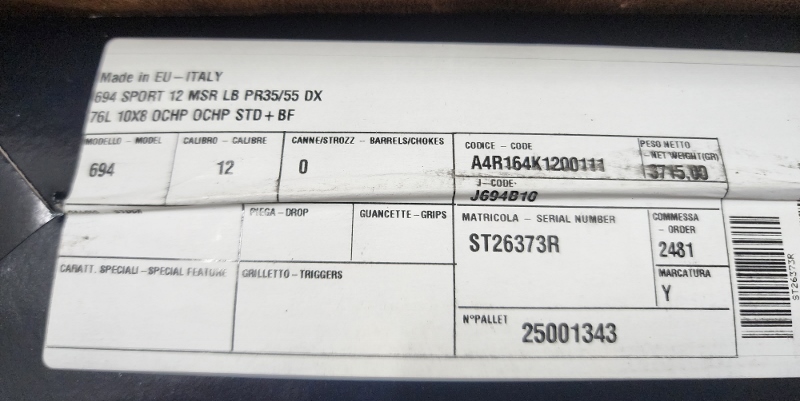 Made in EU – ITALY
694 SPORT 12 MSR LB PR35/55 DX
76L 10X8 OCHP OCHP STD + BF
MODELLO – MODEL
694
CALIBRO – CALIBRE
12
CANNE/STROZZ – BARRELS/CHOKES
0
CODICE – CODE
A4R164K1200111
PESO NETTO
– NET WEIGHT(GR)
3715,00
J-CODE:
J694B10
PIEGA – DROP
GUANCETTE – GRIPS
MATRICOLA – SERIAL NUMBER
ST26373R
COMMESSA
– ORDER
2481
CARATT. SPECIALI – SPECIAL FEATURE
GRILLETTO – TRIGGERS
MARCATURA
Y
N°PALLET
25001343
ST26373R